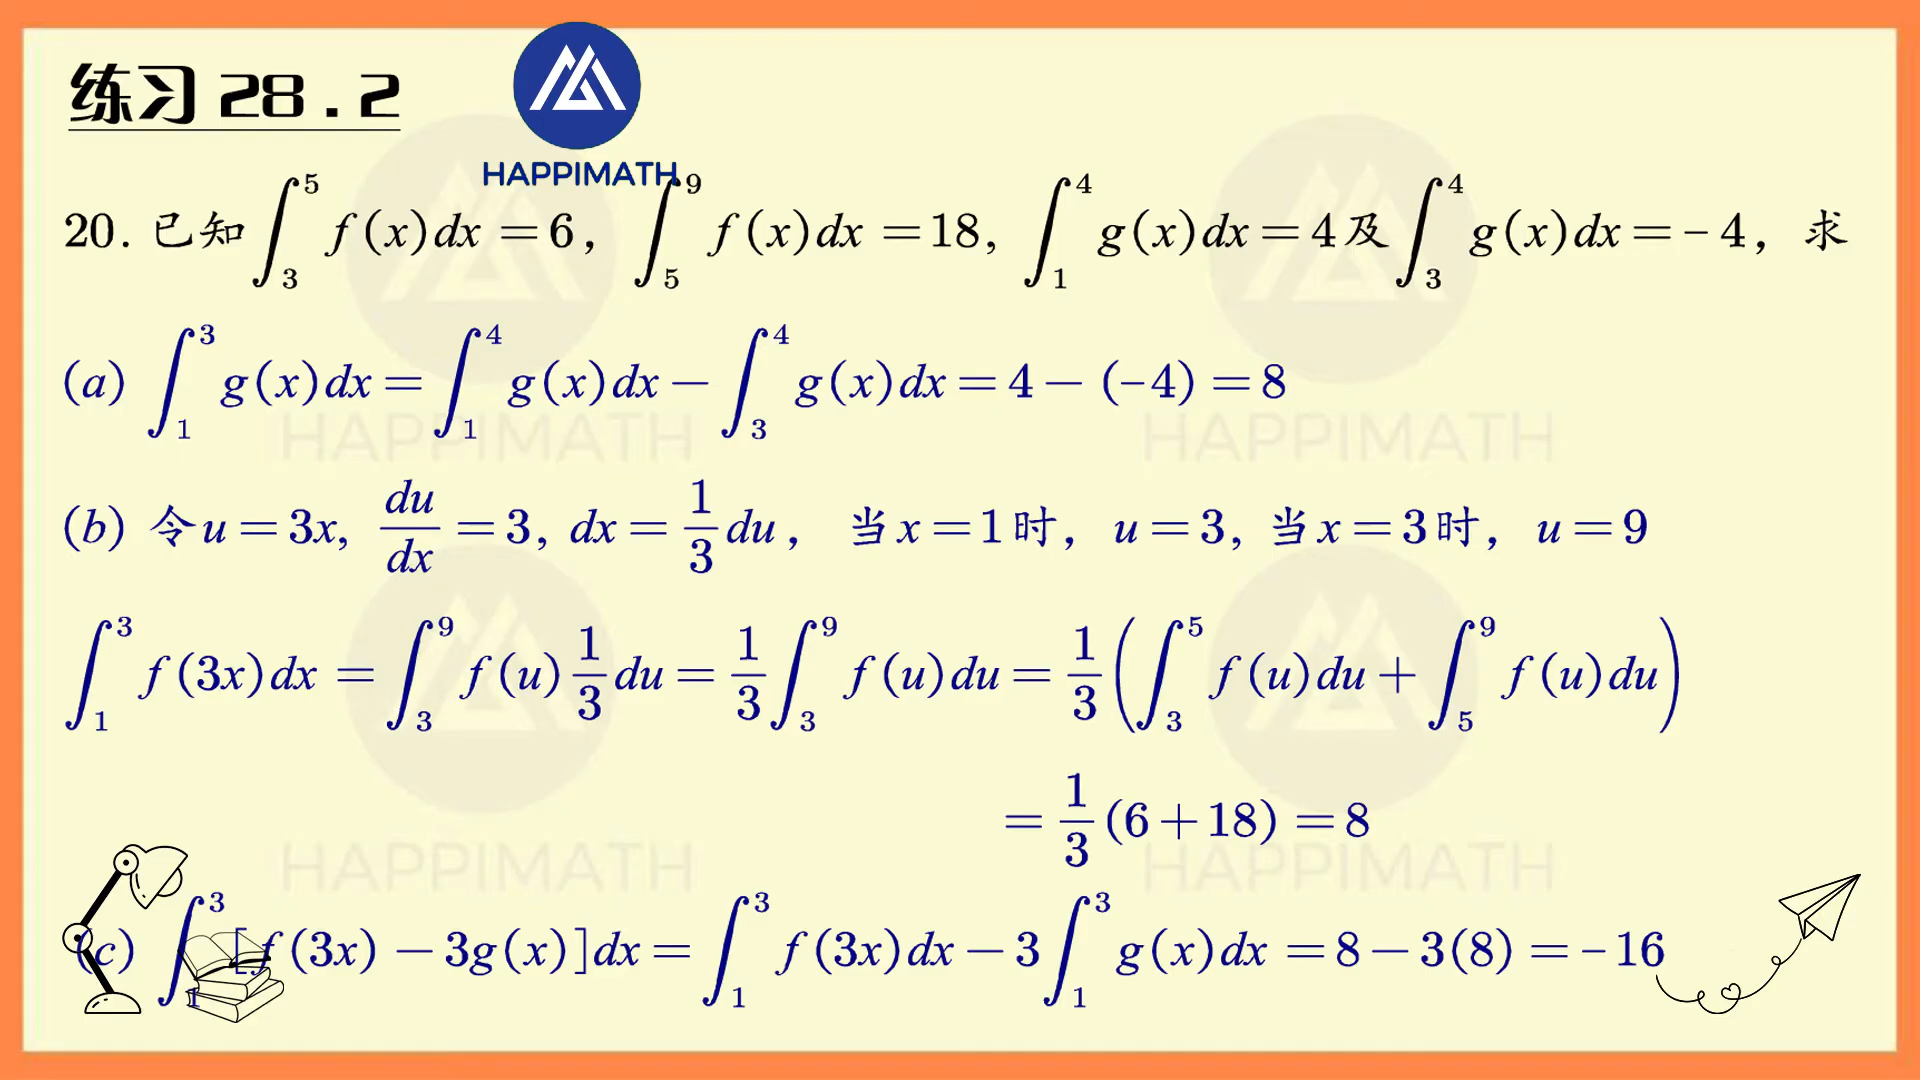 练习 28.2
HAPPIMATH
20. 已知 ∫₃⁵ f(x)dx = 6, ∫₅⁹ f(x)dx = 18, ∫₁⁴ g(x)dx = 4 及 ∫₃⁴ g(x)dx = -4, 求
(a) ∫₁³ g(x)dx = ∫₁⁴ g(x)dx − ∫₃⁴ g(x)dx = 4 − (-4) = 8
HAPPIMATH HAPPIMATH
(b) 令 u = 3x, du/dx = 3, dx = 1/3 du, 当 x = 1 时, u = 3, 当 x = 3 时, u = 9
∫₁³ f(3x)dx = ∫₃⁹ f(u) 1/3 du = 1/3 ∫₃⁹ f(u)du = 1/3 (∫₃⁵ f(u)du + ∫₅⁹ f(u)du)
= 1/3 (6 + 18) = 8
HAPPIMATH HAPPIMATH
(c) ∫₁³ [f(3x) − 3g(x)]dx = ∫₁³ f(3x)dx − 3∫₁³ g(x)dx = 8 − 3(8) = -16